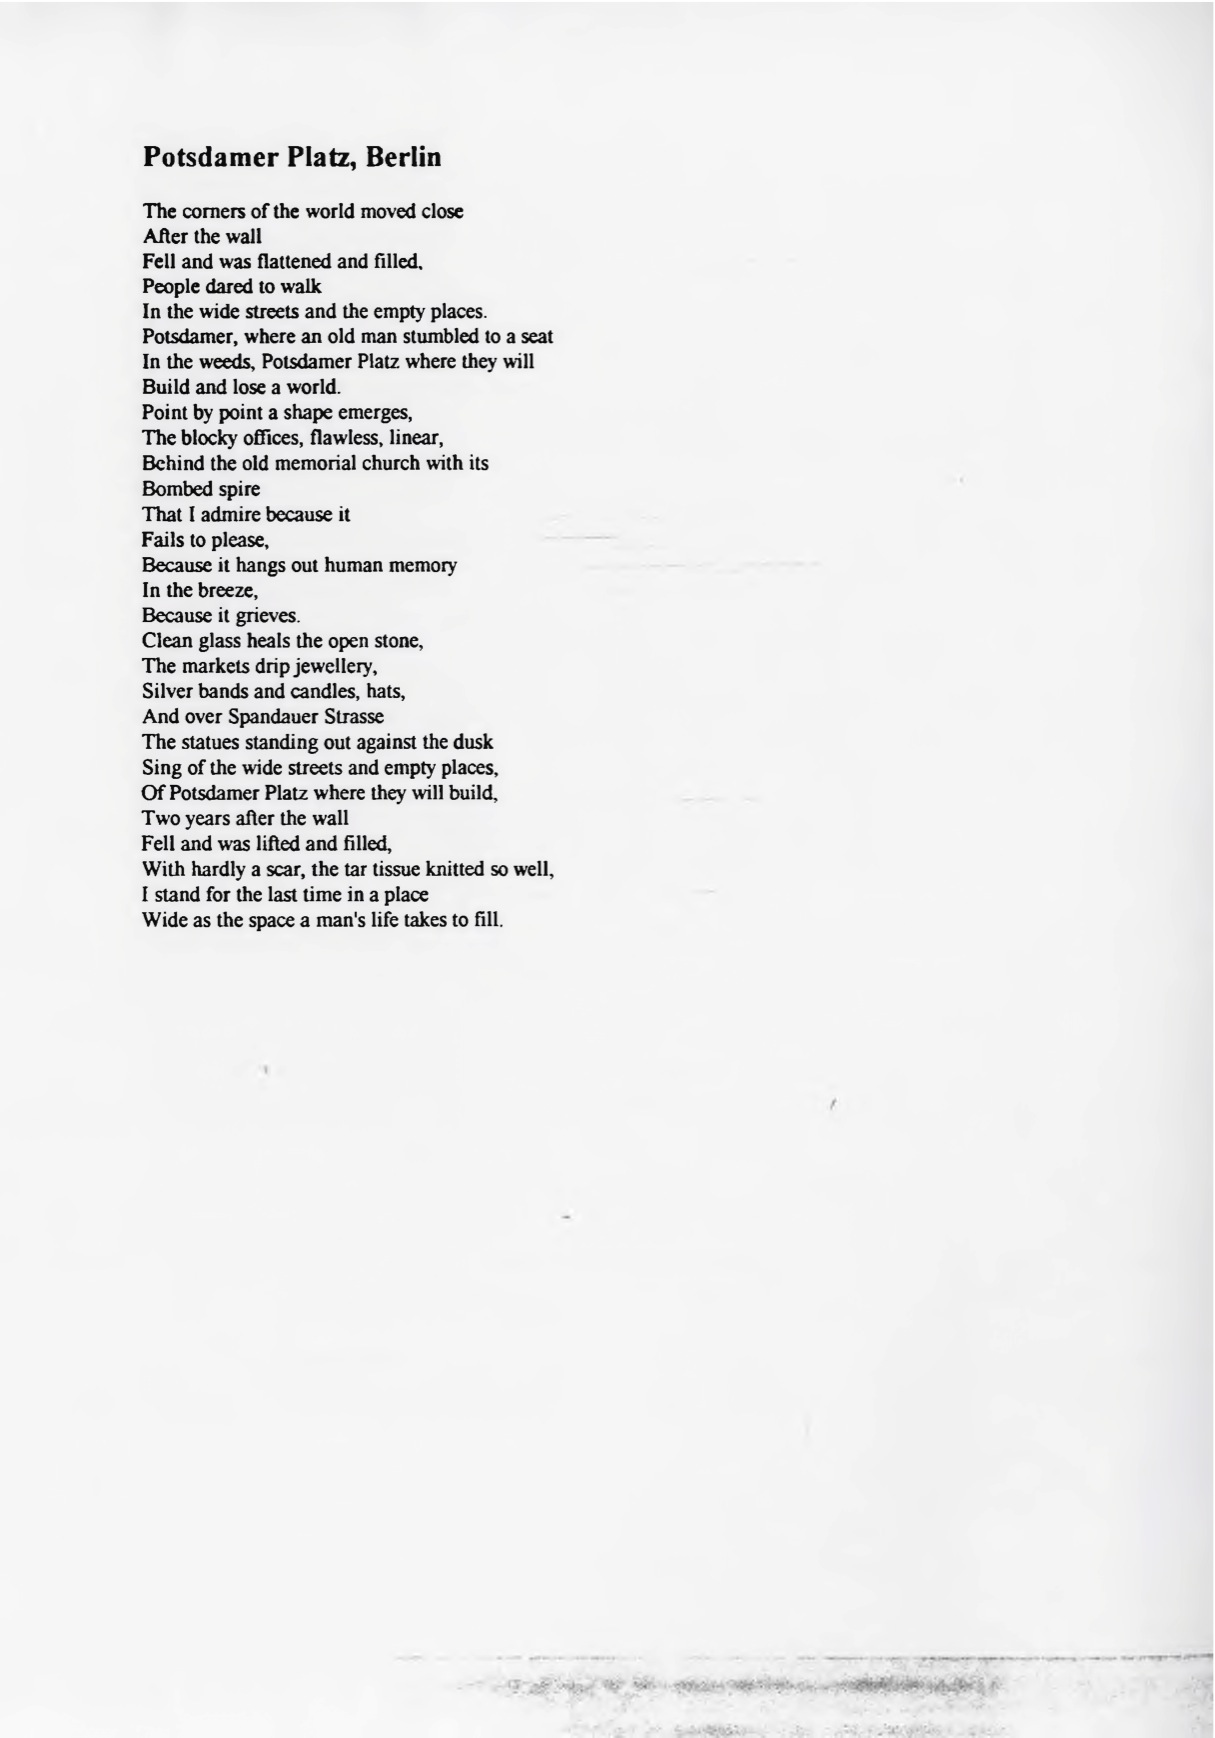 Potsdamer Platz, Berlin
The corners of the world moved close
After the wall
Fell and was flattened and filled,
People dared to walk
In the wide streets and the empty places.
Potsdamer, where an old man stumbled to a seat
In the weeds, Potsdamer Platz where they will
Build and lose a world.
Point by point a shape emerges,
The blocky offices, flawless, linear,
Behind the old memorial church with its
Bombed spire
That I admire because it
Fails to please,
Because it hangs out human memory
In the breeze,
Because it grieves.
Clean glass heals the open stone,
The markets drip jewellery,
Silver bands and candles, hats,
And over Spandauer Strasse
The statues standing out against the dusk
Sing of the wide streets and empty places,
Of Potsdamer Platz where they will build,
Two years after the wall
Fell and was lifted and filled,
With hardly a scar, the tar tissue knitted so well,
I stand for the last time in a place
Wide as the space a man's life takes to fill.